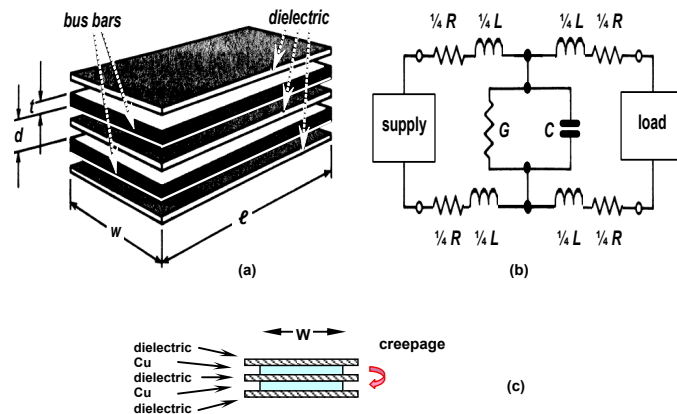 bus bars
dielectric
t
d
w
ℓ
(a)
¼ R ¼ L ¼ L ¼ R
supply
G
C
load
¼ R ¼ L ¼ L ¼ R
(b)
w
creepage
dielectric
Cu
dielectric
Cu
dielectric
(c)